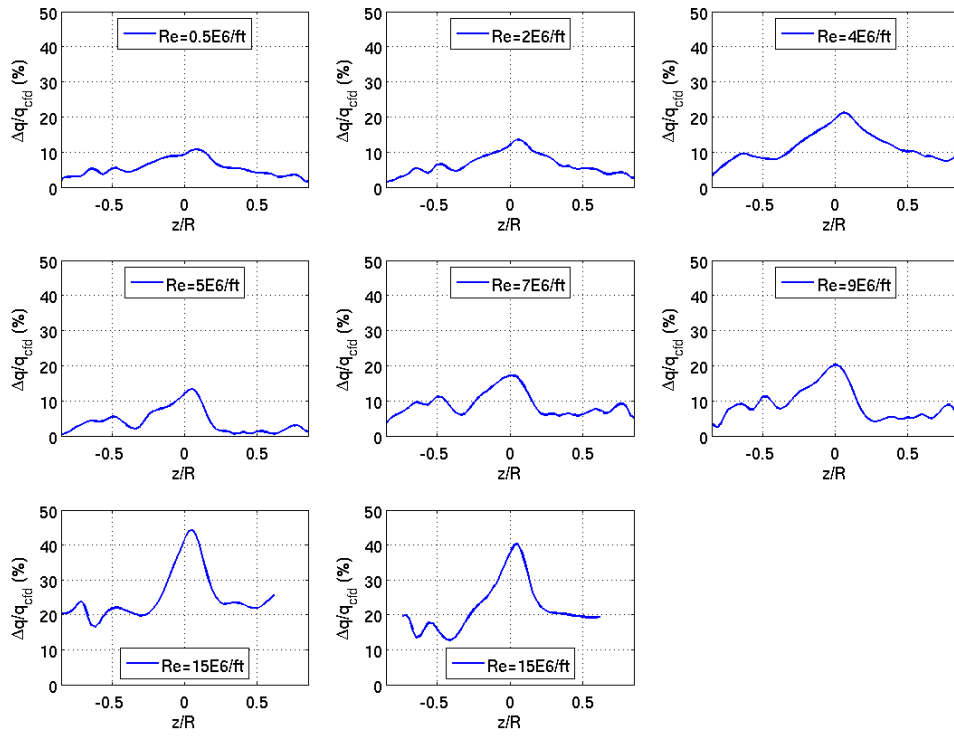 50
40
30
20
10
0
Δq/q_cfd (%)
Re=0.5E6/ft
-0.5 0 0.5
z/R
50
40
30
20
10
0
Δq/q_cfd (%)
Re=2E6/ft
-0.5 0 0.5
z/R
50
40
30
20
10
0
Δq/q_cfd (%)
Re=4E6/ft
-0.5 0 0.5
z/R
50
40
30
20
10
0
Δq/q_cfd (%)
Re=5E6/ft
-0.5 0 0.5
z/R
50
40
30
20
10
0
Δq/q_cfd (%)
Re=7E6/ft
-0.5 0 0.5
z/R
50
40
30
20
10
0
Δq/q_cfd (%)
Re=9E6/ft
-0.5 0 0.5
z/R
50
40
30
20
10
0
Δq/q_cfd (%)
Re=15E6/ft
-0.5 0 0.5
z/R
50
40
30
20
10
0
Δq/q_cfd (%)
Re=15E6/ft
-0.5 0 0.5
z/R